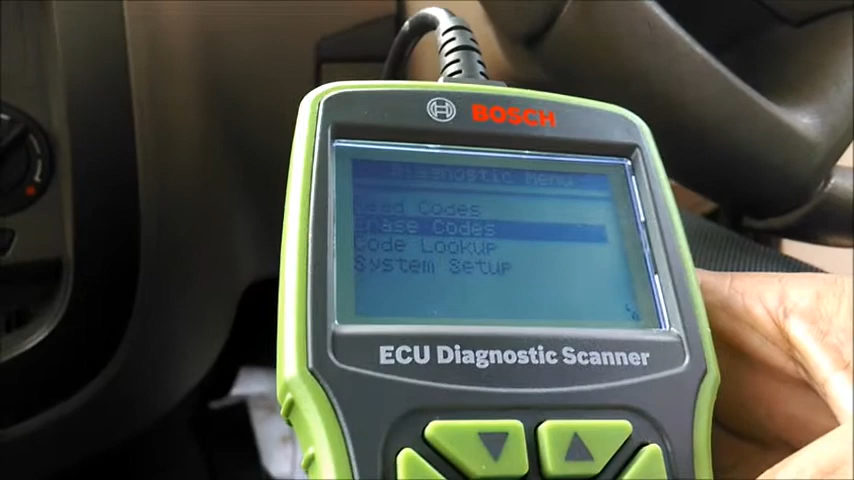 BOSCH
Diagnostic Menu
Read Codes
Erase Codes
Code Lookup
System Setup
ECU Diagnostic Scanner